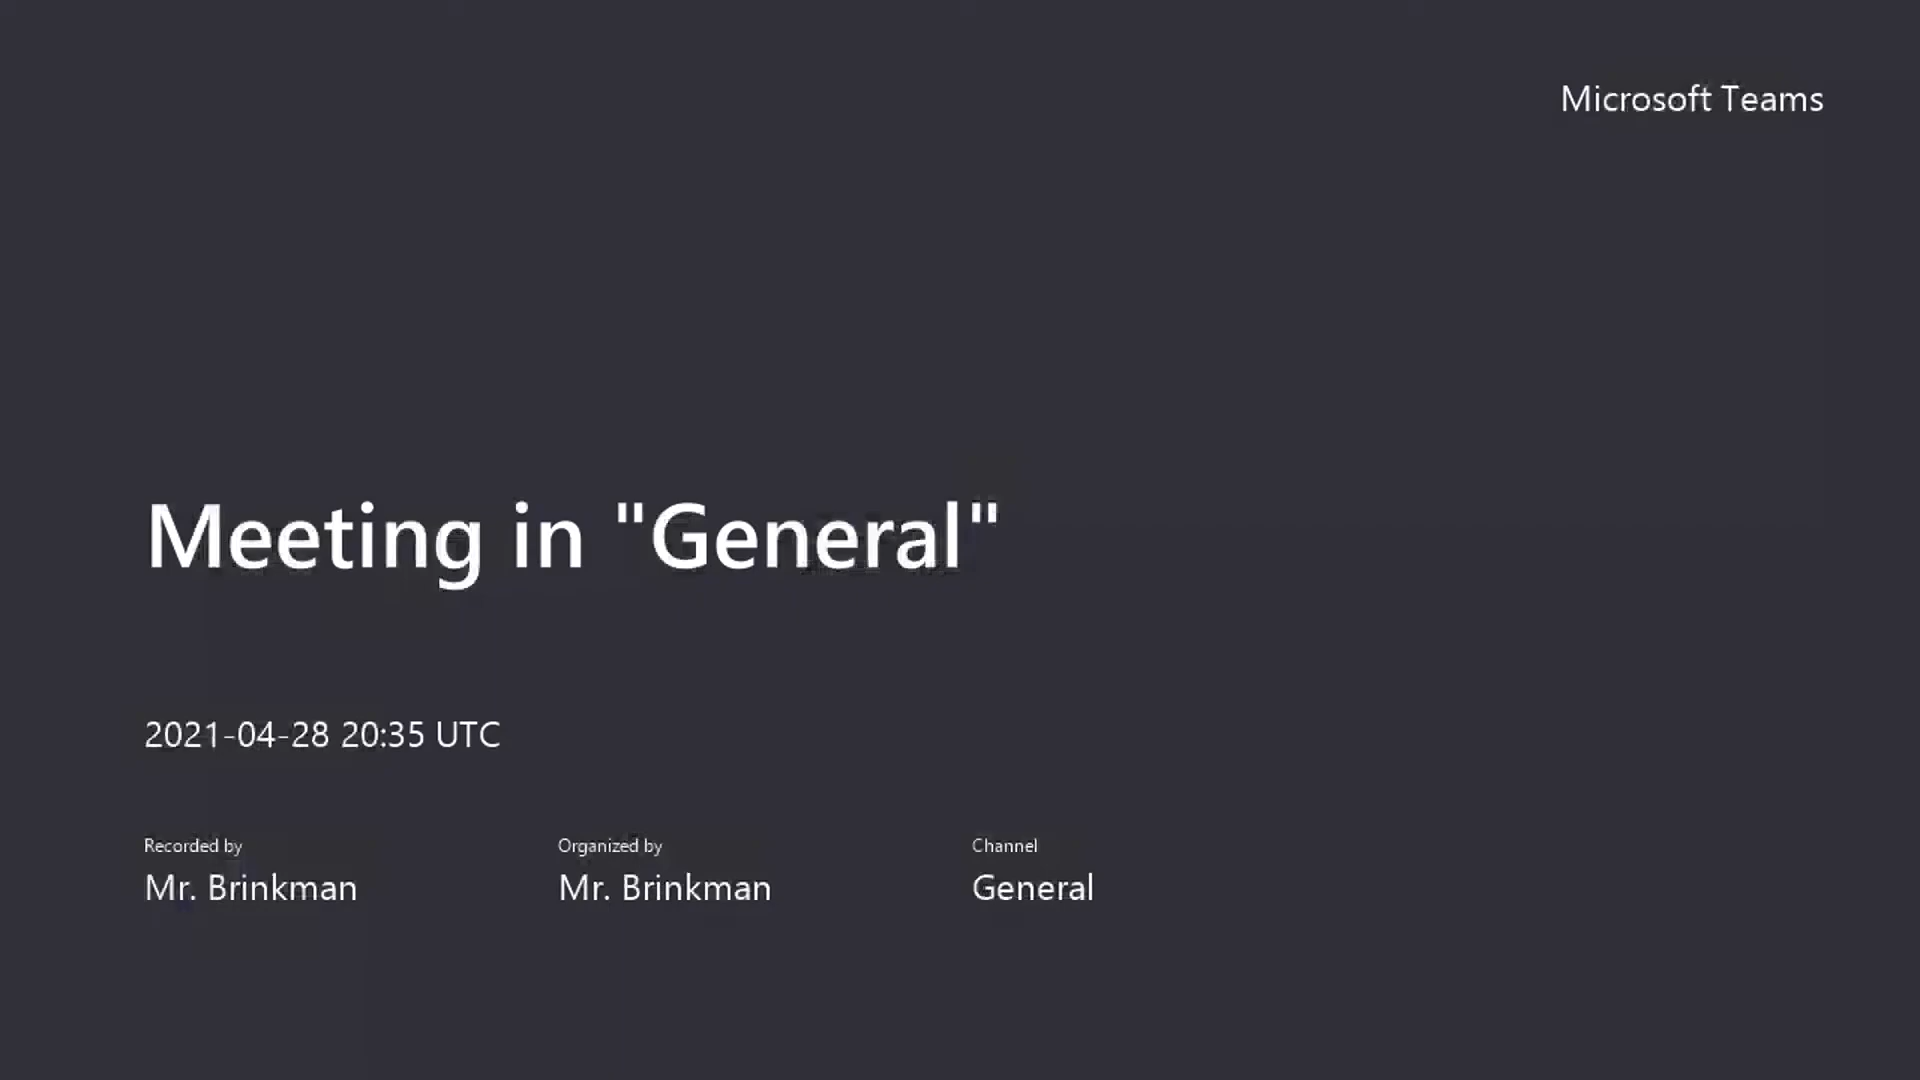 Microsoft Teams
Meeting in "General"
2021-04-28 20:35 UTC
Recorded by
Mr. Brinkman
Organized by
Mr. Brinkman
Channel
General